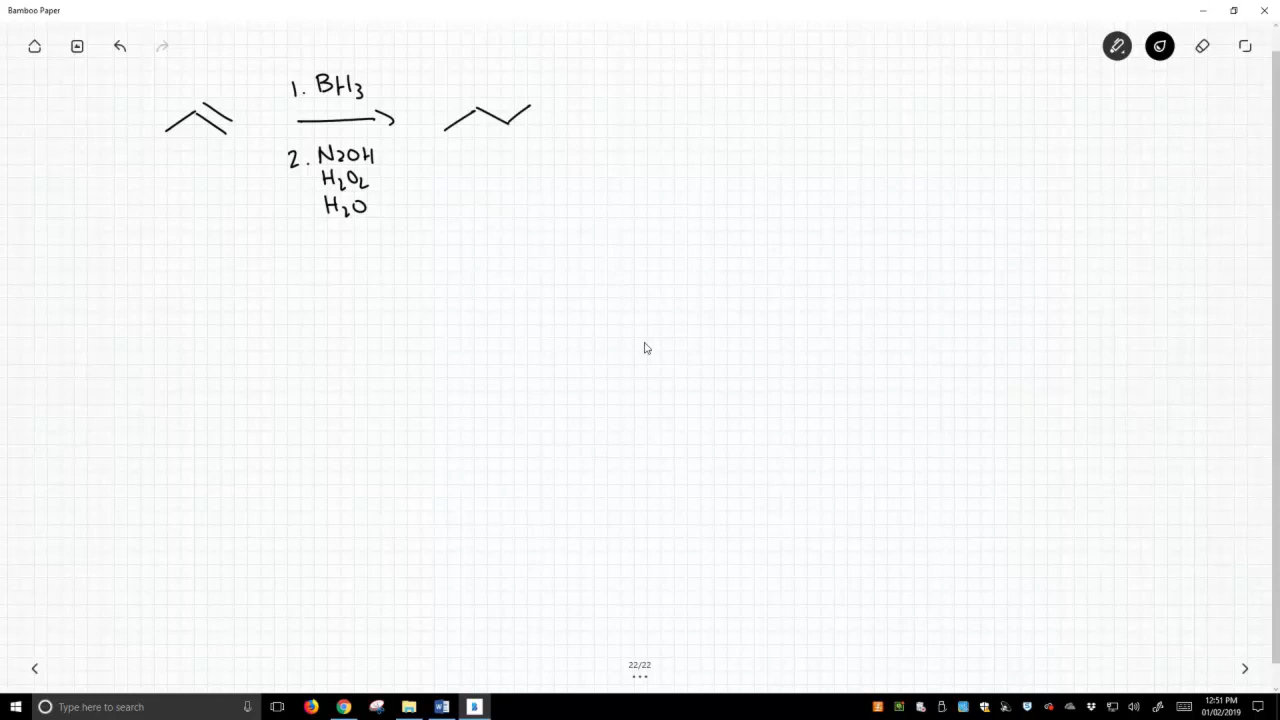 Bamboo Paper
1. BH3
2. NaOH
H2O2
H2O
22/22
Type here to search
12:51 PM
01/02/2019